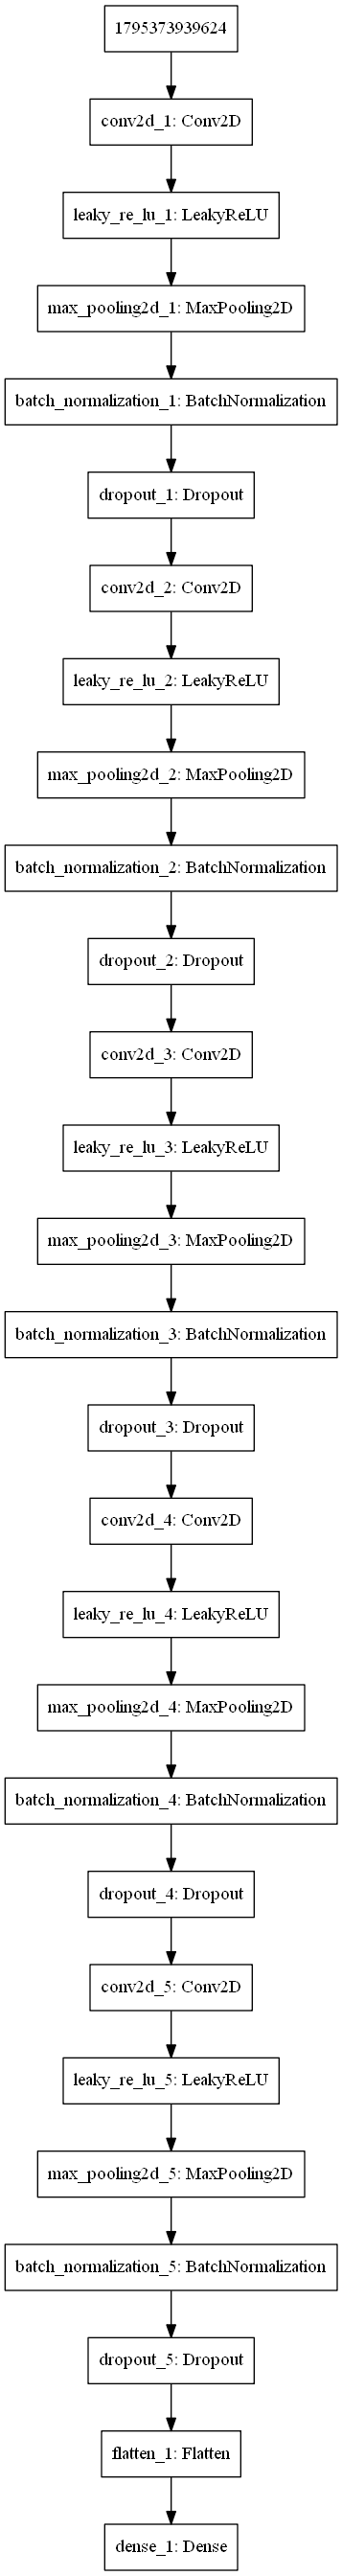 1795373939624
conv2d_1: Conv2D
leaky_re_lu_1: LeakyReLU
max_pooling2d_1: MaxPooling2D
batch_normalization_1: BatchNormalization
dropout_1: Dropout
conv2d_2: Conv2D
leaky_re_lu_2: LeakyReLU
max_pooling2d_2: MaxPooling2D
batch_normalization_2: BatchNormalization
dropout_2: Dropout
conv2d_3: Conv2D
leaky_re_lu_3: LeakyReLU
max_pooling2d_3: MaxPooling2D
batch_normalization_3: BatchNormalization
dropout_3: Dropout
conv2d_4: Conv2D
leaky_re_lu_4: LeakyReLU
max_pooling2d_4: MaxPooling2D
batch_normalization_4: BatchNormalization
dropout_4: Dropout
conv2d_5: Conv2D
leaky_re_lu_5: LeakyReLU
max_pooling2d_5: MaxPooling2D
batch_normalization_5: BatchNormalization
dropout_5: Dropout
flatten_1: Flatten
dense_1: Dense